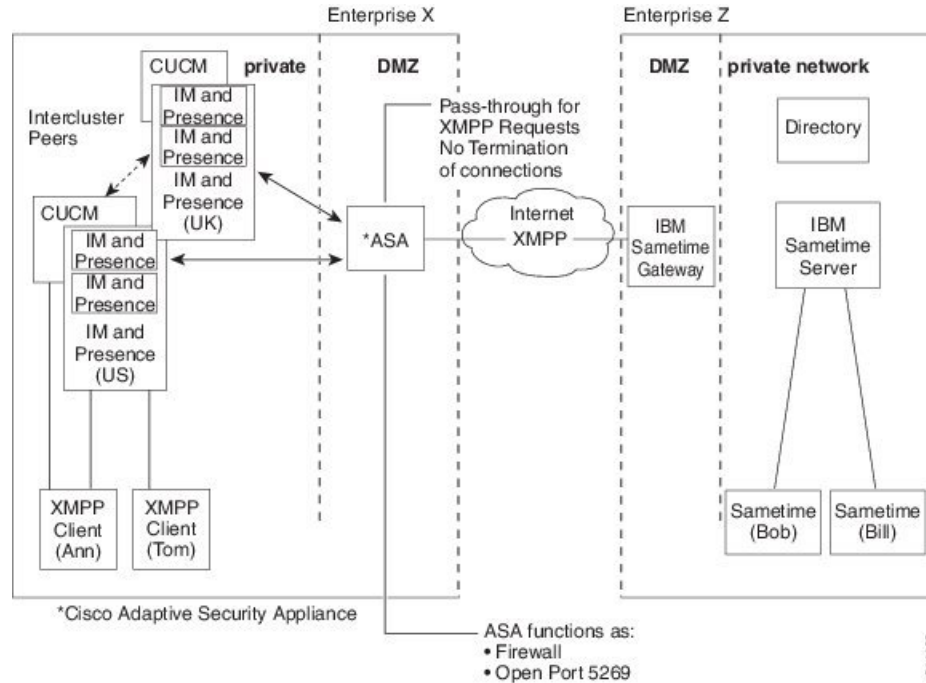 Enterprise X
Enterprise Z
CUCM
private
DMZ
DMZ
private network
IM and
Presence
IM and
Presence
IM and
Presence
(UK)
Intercluster
Peers
Pass-through for
XMPP Requests
No Termination
of connections
Directory
CUCM
IM and
Presence
IM and
Presence
IM and
Presence
(US)
*ASA
Internet
XMPP
IBM
Sametime
Gateway
IBM
Sametime
Server
XMPP
Client
(Ann)
XMPP
Client
(Tom)
Sametime
(Bob)
Sametime
(Bill)
*Cisco Adaptive Security Appliance
ASA functions as:
• Firewall
• Open Port 5269